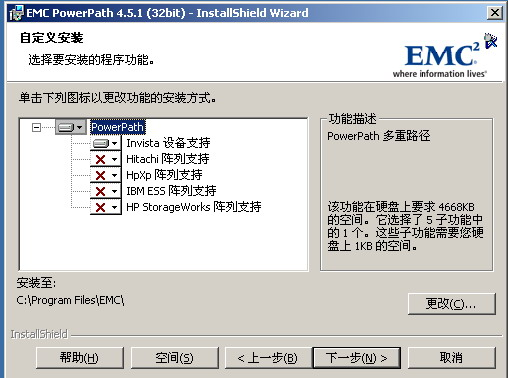 EMC PowerPath 4.5.1 (32bit) - InstallShield Wizard
自定义安装
选择要安装的程序功能。
EMC²
where information lives®
单击下列图标以更改功能的安装方式。
PowerPath
Invista 设备支持
Hitachi 阵列支持
HpXp 阵列支持
IBM ESS 阵列支持
HP StorageWorks 阵列支持
功能描述
PowerPath 多重路径
该功能在硬盘上要求 4668KB
的空间。它选择了 5 子功能中
的 1 个。这些子功能需要您硬
盘上 1KB 的空间。
安装至:
C:\Program Files\EMC\
更改(C)...
InstallShield
帮助(H)
空间(S)
< 上一步(B)
下一步(N) >
取消